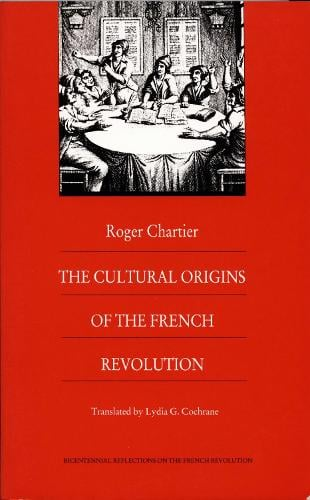 Roger Chartier
THE CULTURAL ORIGINS
OF THE FRENCH
REVOLUTION
Translated by Lydia G. Cochrane
BICENTENNIAL REFLECTIONS ON THE FRENCH REVOLUTION